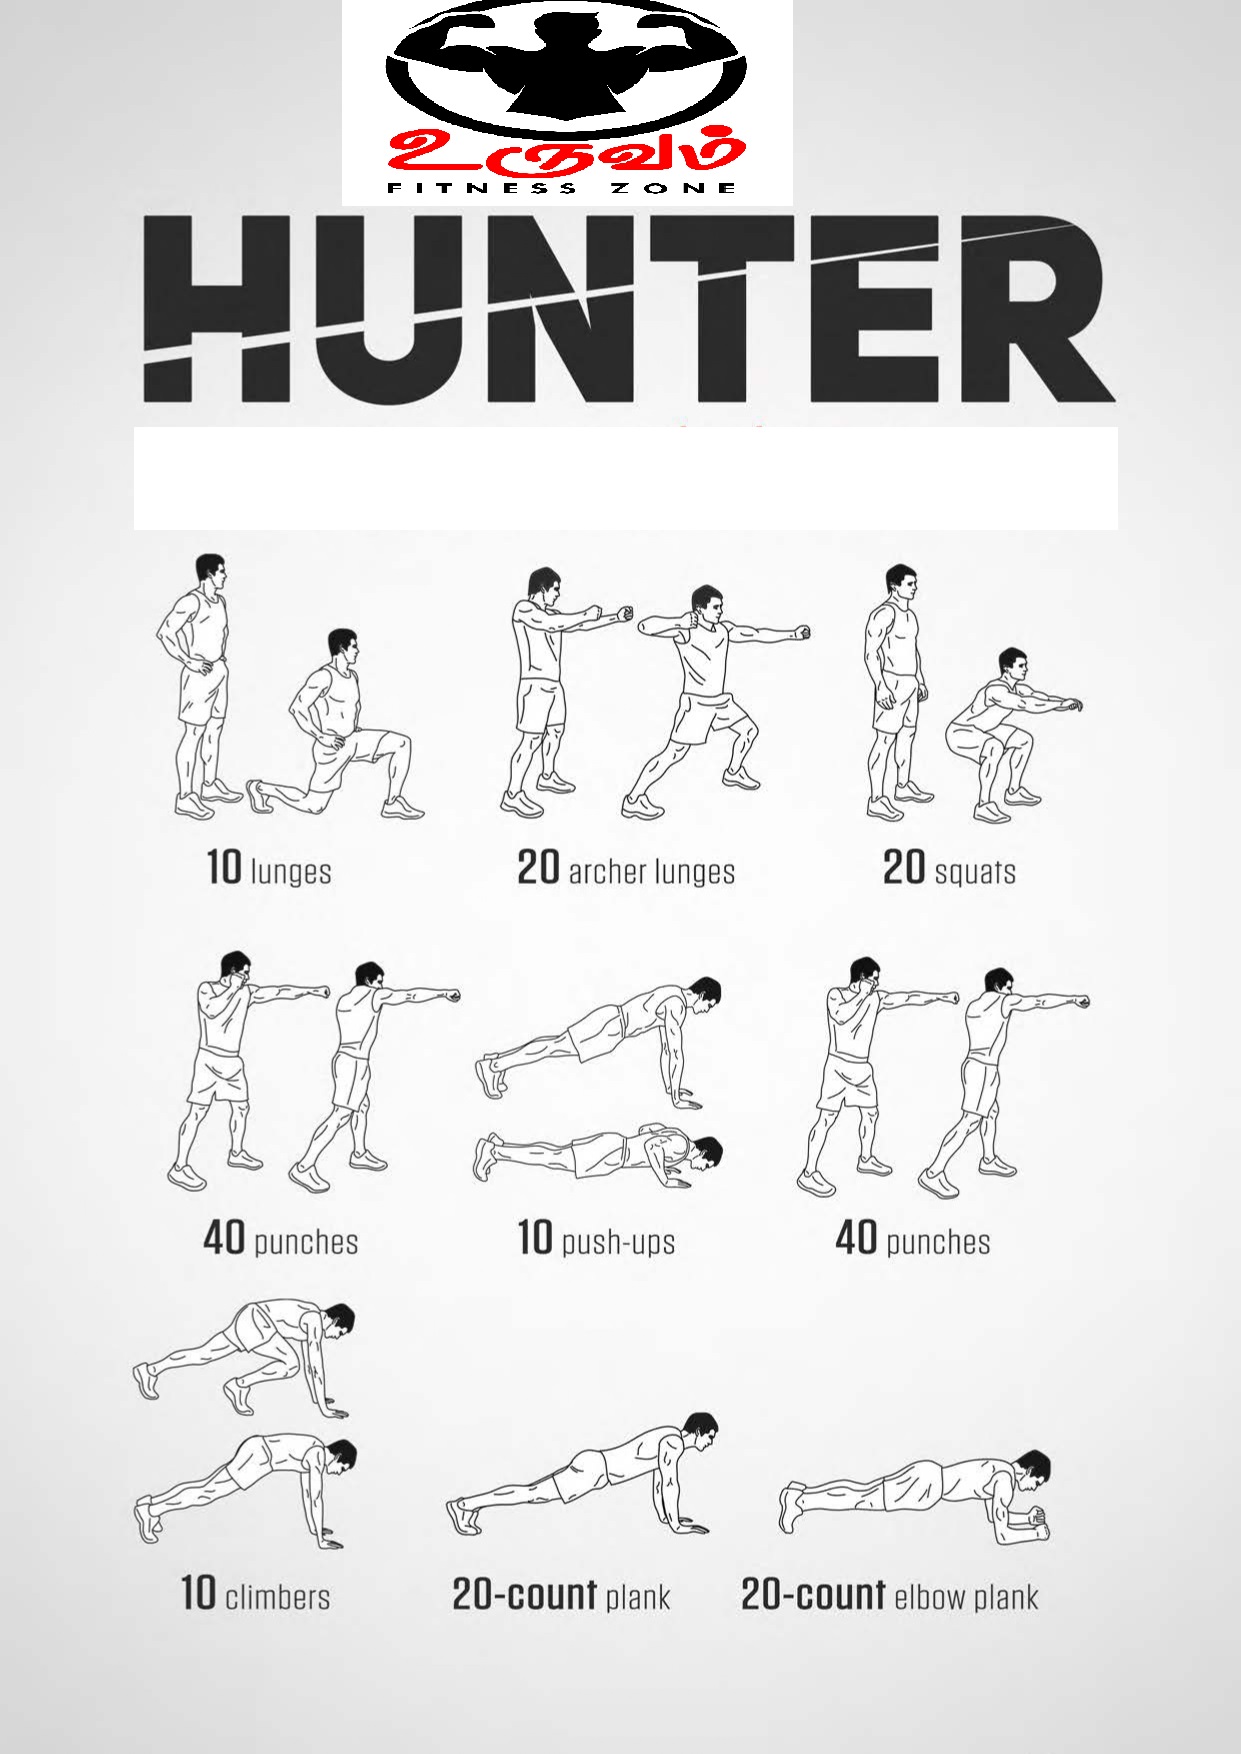 உருவம்
FITNESS ZONE
HUNTER
10 lunges
20 archer lunges
20 squats
40 punches
10 push-ups
40 punches
10 climbers
20-count plank
20-count elbow plank